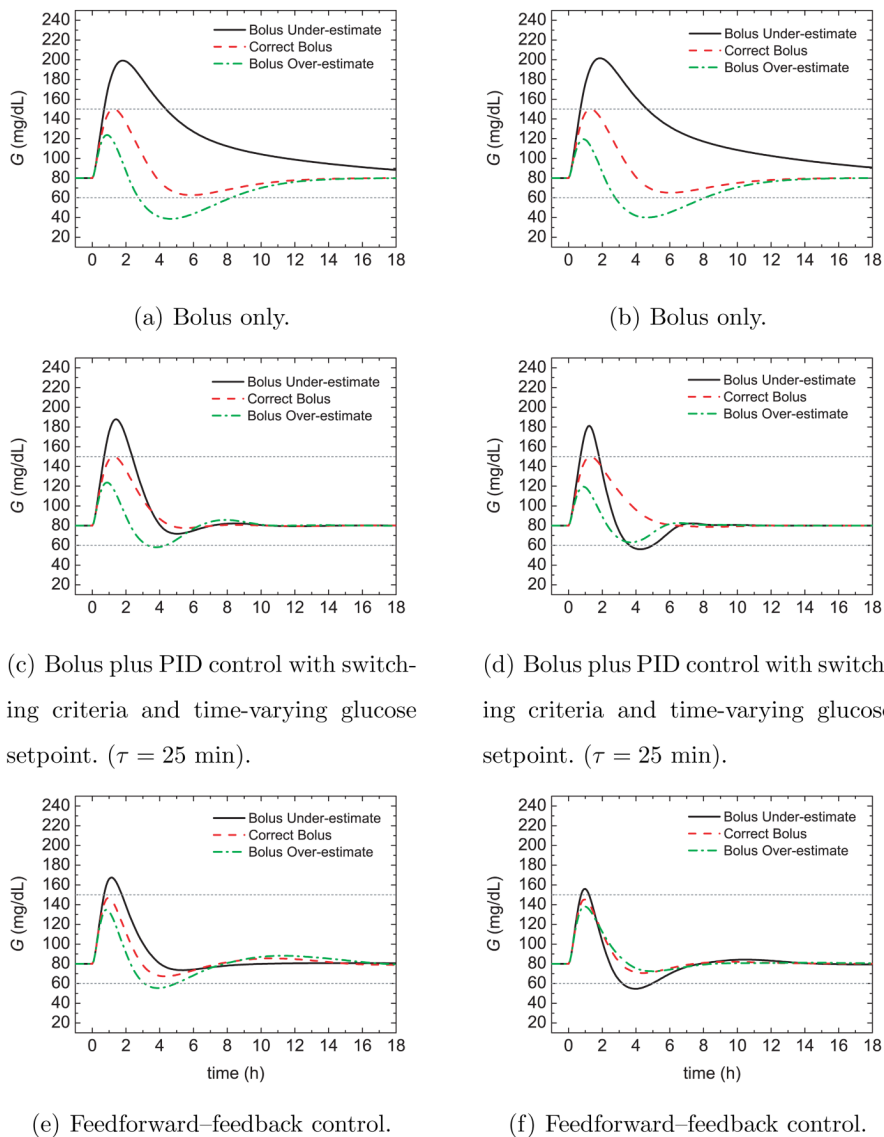 240
220
200
180
160
140
120
100
80
60
40
20
G (mg/dL)
Bolus Under-estimate
Correct Bolus
Bolus Over-estimate
0 2 4 6 8 10 12 14 16 18
(a) Bolus only.
240
220
200
180
160
140
120
100
80
60
40
20
G (mg/dL)
Bolus Under-estimate
Correct Bolus
Bolus Over-estimate
0 2 4 6 8 10 12 14 16 18
(b) Bolus only.
240
220
200
180
160
140
120
100
80
60
40
20
G (mg/dL)
Bolus Under-estimate
Correct Bolus
Bolus Over-estimate
0 2 4 6 8 10 12 14 16 18
(c) Bolus plus PID control with switch-
ing criteria and time-varying glucose
setpoint. (τ = 25 min).
240
220
200
180
160
140
120
100
80
60
40
20
G (mg/dL)
Bolus Under-estimate
Correct Bolus
Bolus Over-estimate
0 2 4 6 8 10 12 14 16 18
(d) Bolus plus PID control with switch-
ing criteria and time-varying glucose
setpoint. (τ = 25 min).
240
220
200
180
160
140
120
100
80
60
40
20
G (mg/dL)
Bolus Under-estimate
Correct Bolus
Bolus Over-estimate
0 2 4 6 8 10 12 14 16 18
time (h)
(e) Feedforward–feedback control.
240
220
200
180
160
140
120
100
80
60
40
20
G (mg/dL)
Bolus Under-estimate
Correct Bolus
Bolus Over-estimate
0 2 4 6 8 10 12 14 16 18
time (h)
(f) Feedforward–feedback control.